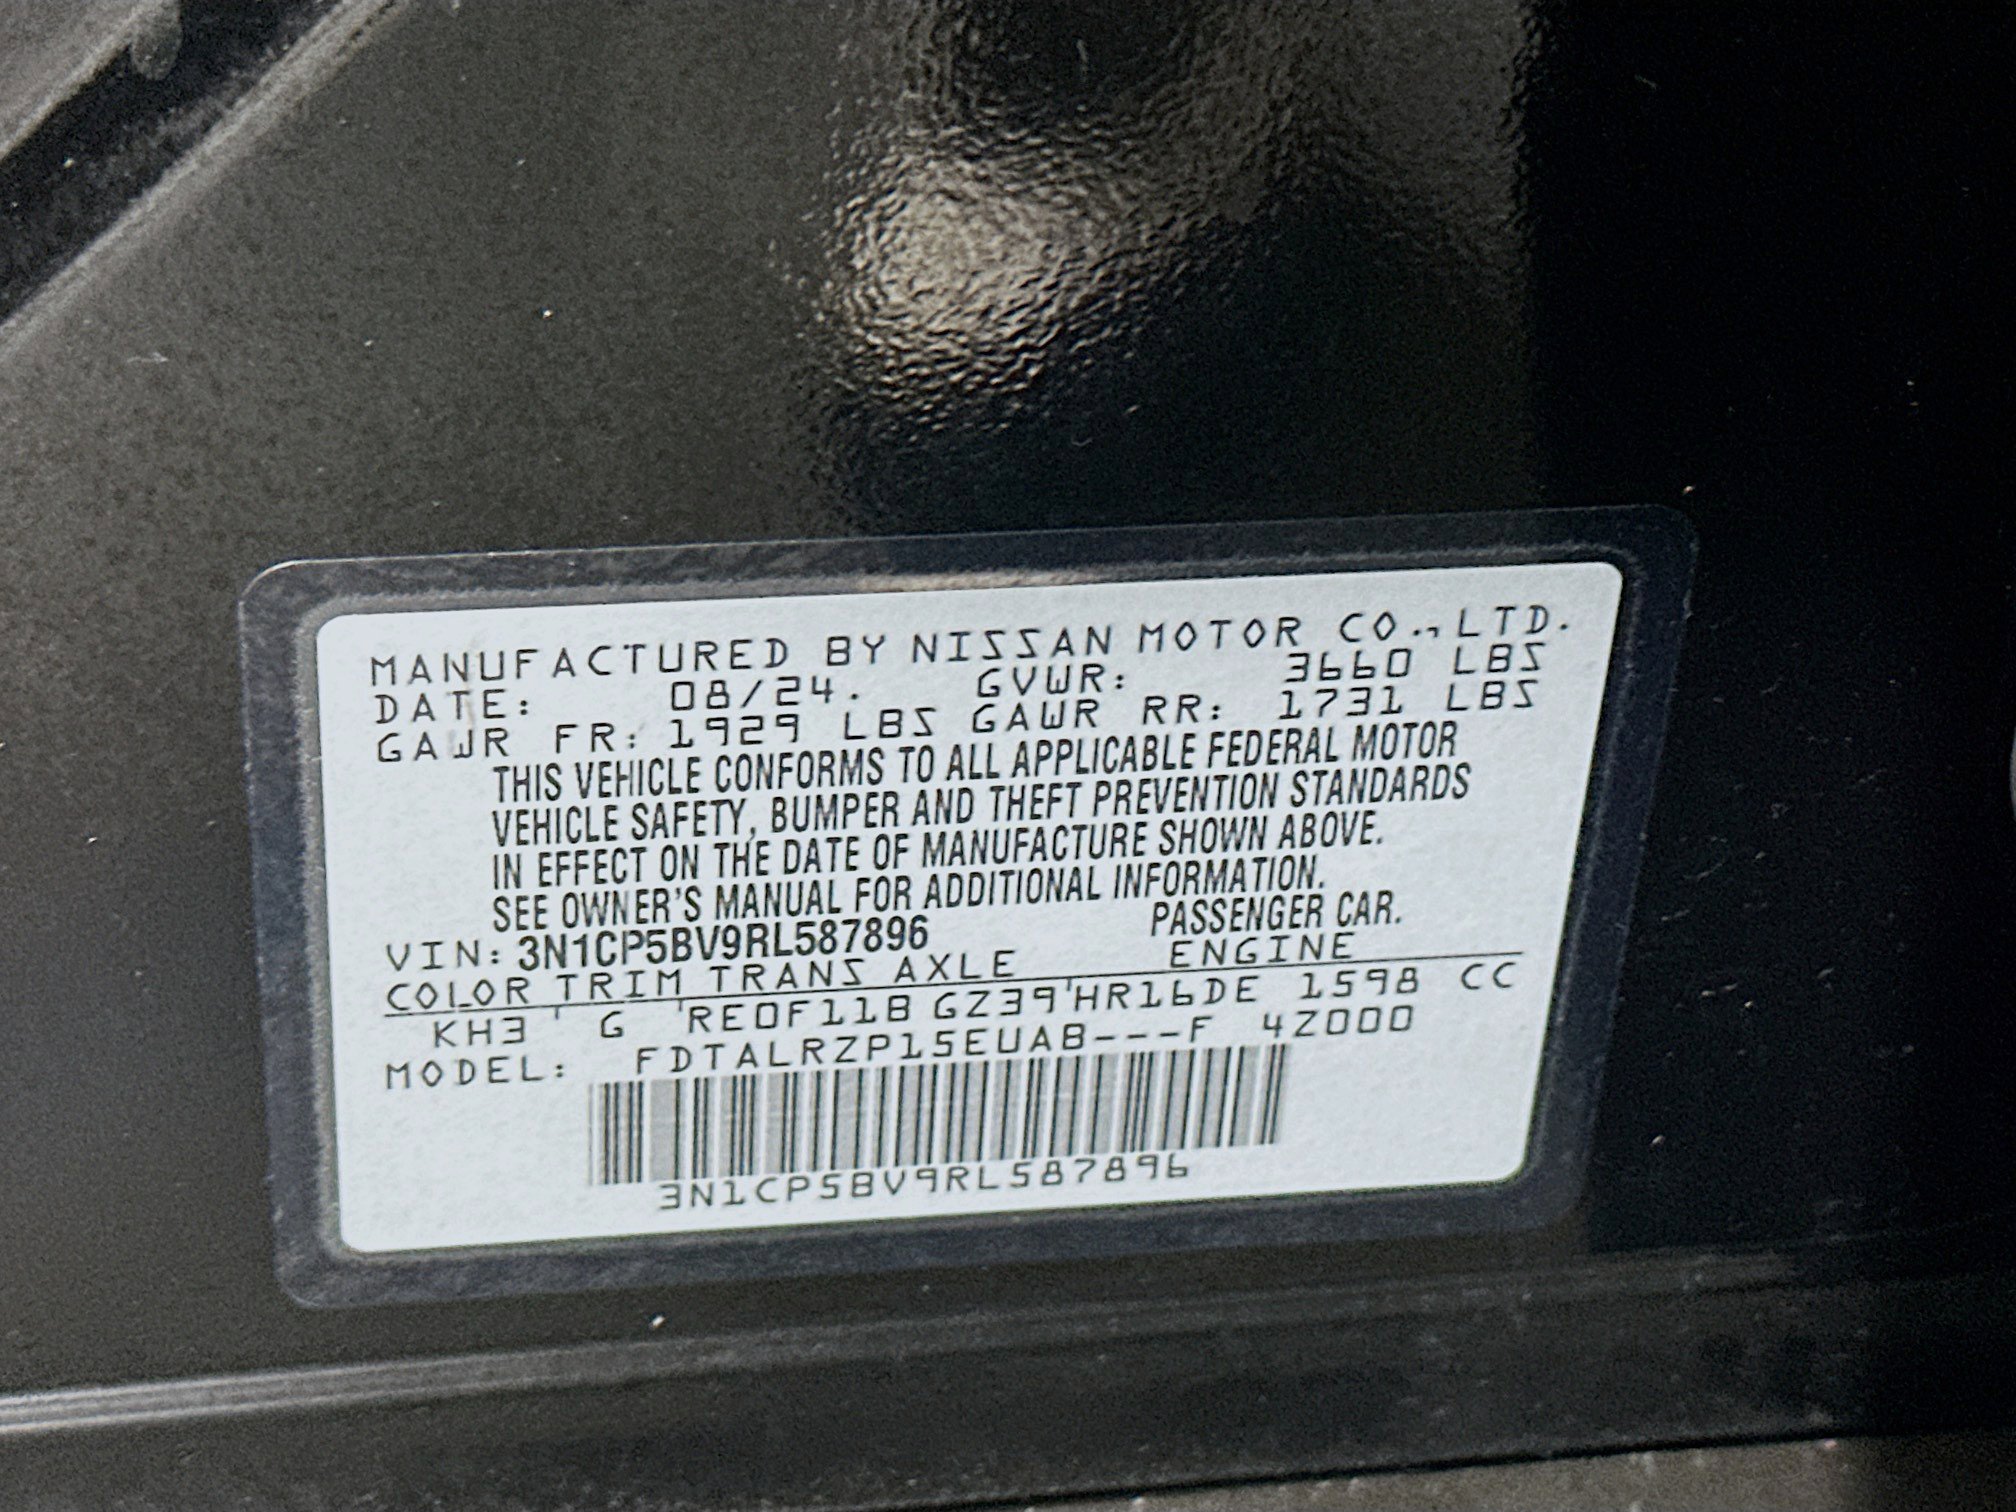 MANUFACTURED BY NISSAN MOTOR CO., LTD.
DATE: 08/24. GVWR: 3660 LBS
GAWR FR: 1929 LBS GAWR RR: 1731 LBS
THIS VEHICLE CONFORMS TO ALL APPLICABLE FEDERAL MOTOR
VEHICLE SAFETY, BUMPER AND THEFT PREVENTION STANDARDS
IN EFFECT ON THE DATE OF MANUFACTURE SHOWN ABOVE.
SEE OWNER'S MANUAL FOR ADDITIONAL INFORMATION.
VIN: 3N1CP5BV9RL587896 PASSENGER CAR.
COLOR TRIM TRANS AXLE ENGINE
KH3 ' G 'RE0F11B GZ39'HR16DE 1598 CC
MODEL: FDTALRZP15EUAB---F 4Z000
3N1CP5BV9RL587896